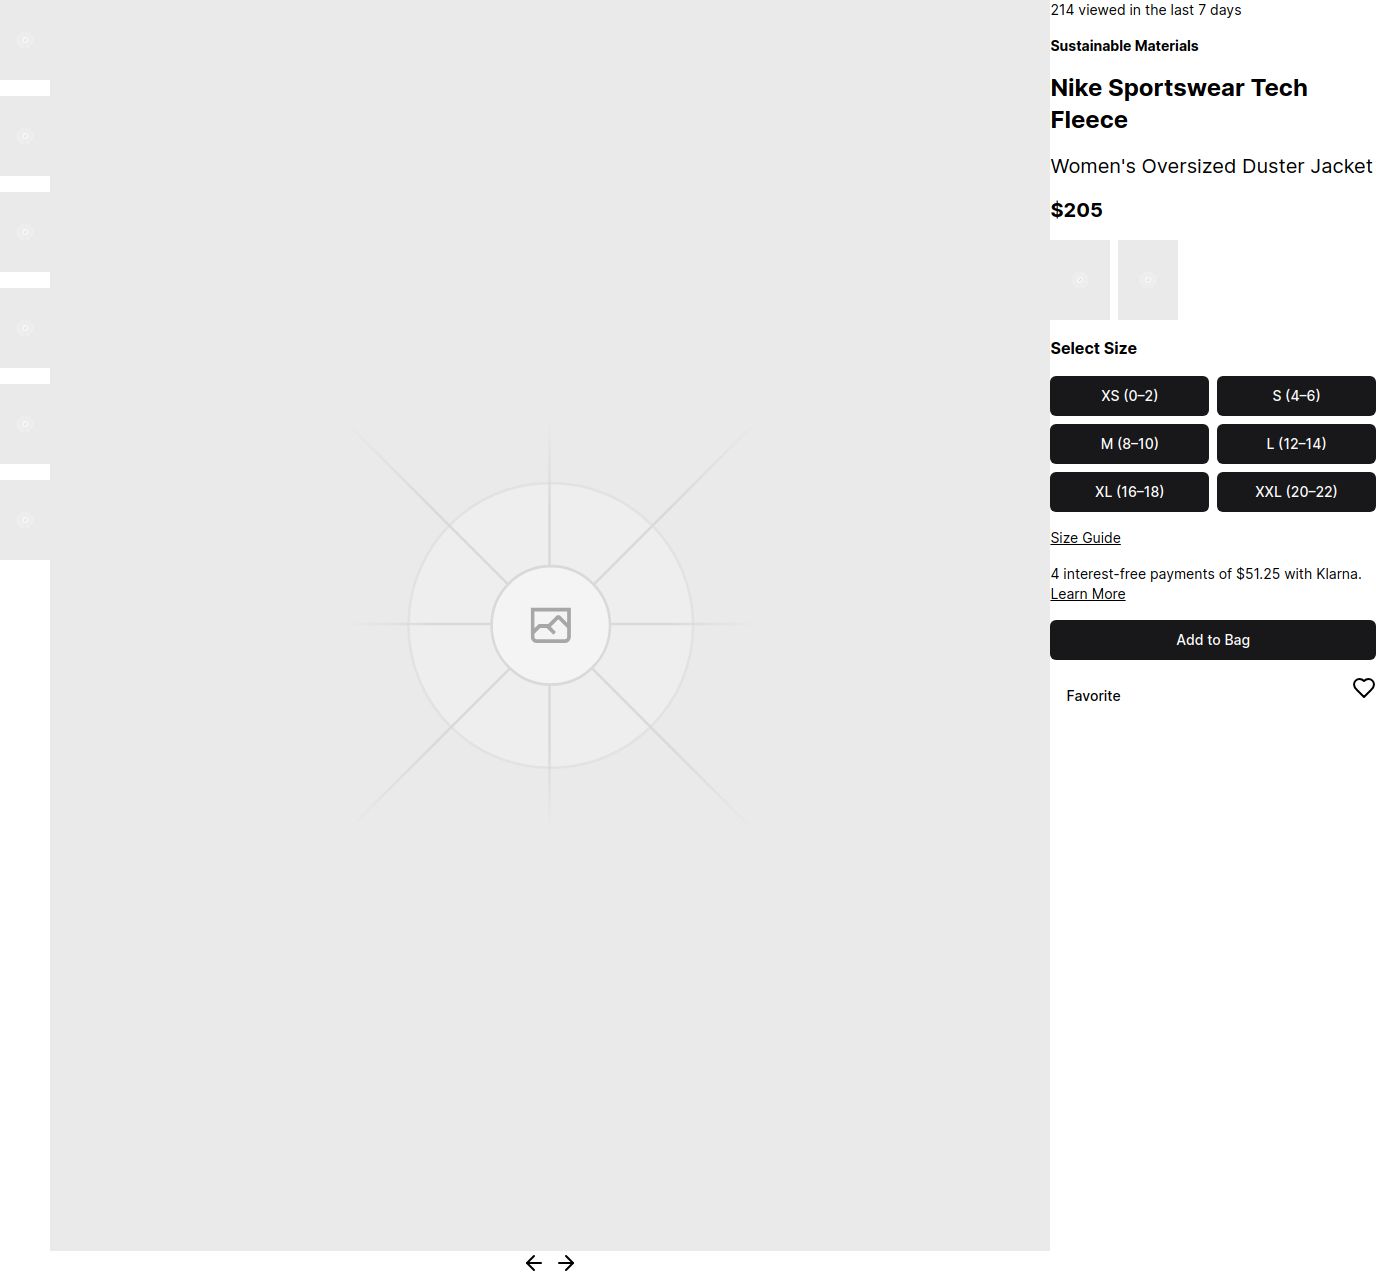 214 viewed in the last 7 days
Sustainable Materials
Nike Sportswear Tech
Fleece
Women's Oversized Duster Jacket
$205
Select Size
XS (0–2)
S (4–6)
M (8–10)
L (12–14)
XL (16–18)
XXL (20–22)
Size Guide
4 interest-free payments of $51.25 with Klarna.
Learn More
Add to Bag
Favorite